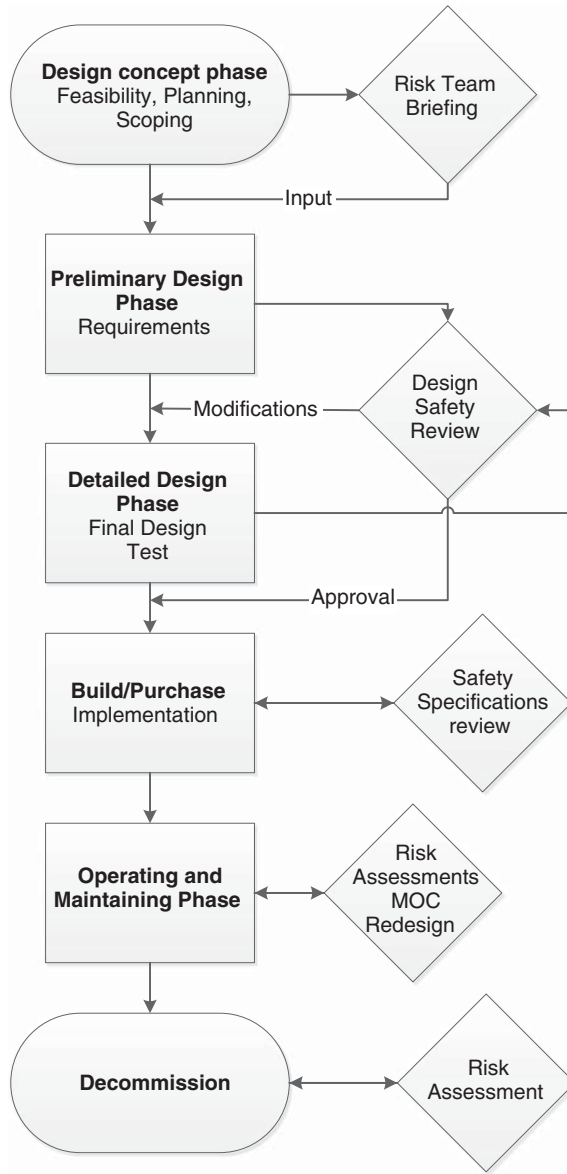 Design concept phase
Feasibility, Planning,
Scoping
Risk Team
Briefing
Input
Preliminary Design
Phase
Requirements
Design
Safety
Review
Modifications
Detailed Design
Phase
Final Design
Test
Approval
Build/Purchase
Implementation
Safety
Specifications
review
Operating and
Maintaining Phase
Risk
Assessments
MOC
Redesign
Decommission
Risk
Assessment